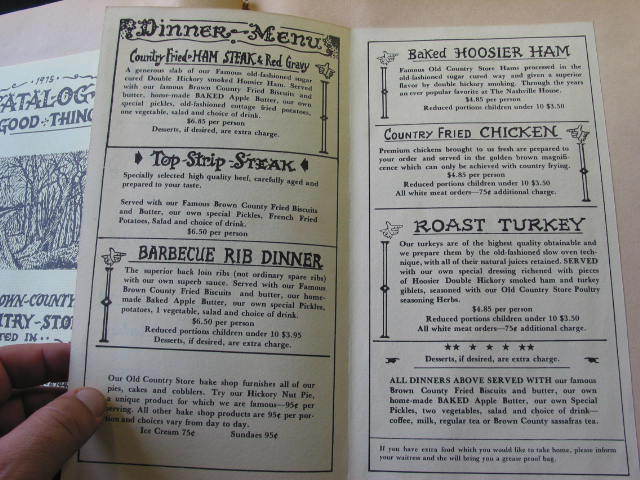 1975
CATALOG
GOOD THING
OWN-COUNTY
TRY-STO
TED IN
Dinner-Menu
Country Fried-HAM STEAK & Red Gravy
A generous slab of our Famous old-fashioned sugar
cured Double Hickory smoked Hoosier Ham. Served
with our famous Brown County Fried Biscuits and
butter, home-made BAKED Apple Butter, our own
special pickles, old-fashioned cottage fried potatoes,
one vegetable, salad and choice of drink.
$6.85 per person
Desserts, if desired, are extra charge.
Top-Strip-STEAK
Specially selected high quality beef, carefully aged and
prepared to your taste.
Served with our Famous Brown County Fried Biscuits
and Butter, our own special Pickles, French Fried
Potatoes, Salad and choice of drink.
$6.50 per person
BARBECUE RIB DINNER
The superior back loin ribs (not ordinary spare ribs)
with our own superb sauce. Served with our Famous
Brown County Fried Biscuits and butter, our home-
made Baked Apple Butter, our own special Pickles,
potatoes, 1 vegetable, salad and choice of drink.
$6.50 per person
Reduced portions children under 10 $3.95
Desserts, if desired, are extra charge.
Our Old Country Store bake shop furnishes all of our
pies, cakes and cobblers. Try our Hickory Nut Pie,
a unique product for which we are famous—95¢ per
serving. All other bake shop products are 95¢ per por-
tion and choices vary from day to day.
Ice Cream 75¢ Sundaes 95¢
Baked HOOSIER HAM
Famous Old Country Store Hams processed in the
old-fashioned sugar cured way and given a superior
flavor by double hickory smoking. Through the years
our ever popular favorite at The Nashville House.
$4.85 per person
Reduced portions children under 10 $3.50
COUNTRY FRIED CHICKEN
Premium chickens brought to us fresh are prepared to
your order and served in the golden brown magnifi-
cence which can only be achieved with country frying.
$4.85 per person
Reduced portions children under 10 $3.50
All white meat orders—75¢ additional charge.
ROAST TURKEY
Our turkeys are of the highest quality obtainable and
we prepare them by the old-fashioned slow oven tech-
nique, with all of their natural juices retained. SERVED
with our own special dressing richened with pieces
of Hoosier Double Hickory smoked ham and turkey
giblets, seasoned with our Old Country Store Poultry
seasoning Herbs.
$4.85 per person
Reduced portions children under 10 $3.50
All white meat orders—75¢ additional charge.
Desserts, if desired, are extra charge.
ALL DINNERS ABOVE SERVED WITH our famous
Brown County Fried Biscuits and butter, our own
home-made BAKED Apple Butter, our own Special
Pickles, two vegetables, salad and choice of drink—
coffee, milk, regular tea or Brown County sassafras tea.
If you have extra food which you would like to take home, please inform
your waitress and she will bring you a grease proof bag.